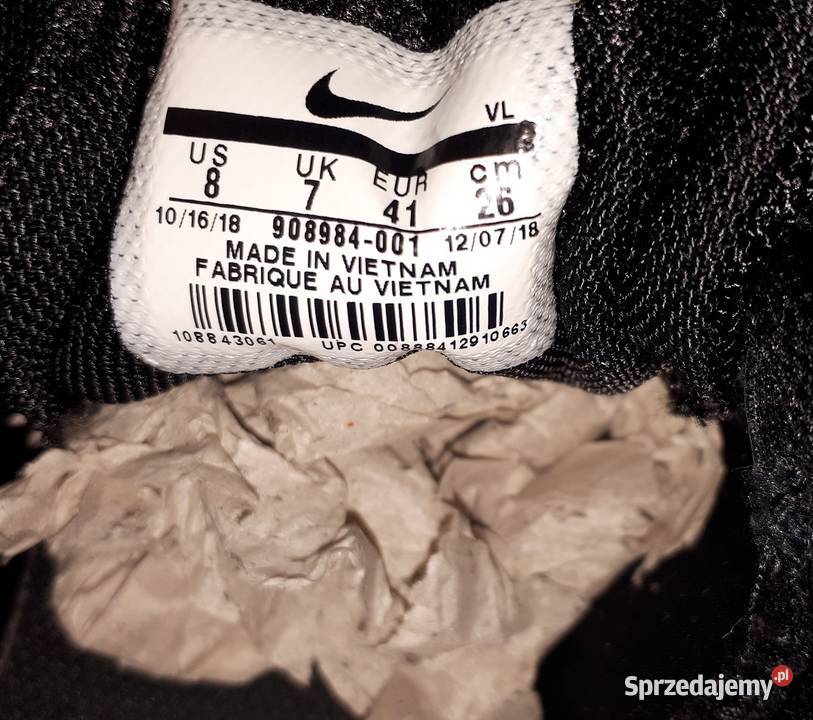 VL
US UK EUR cm
8 7 41 26
10/16/18 908984-001 12/07/18
MADE IN VIETNAM
FABRIQUE AU VIETNAM
108843061 UPC 00888412910663
Sprzedajemy.pl